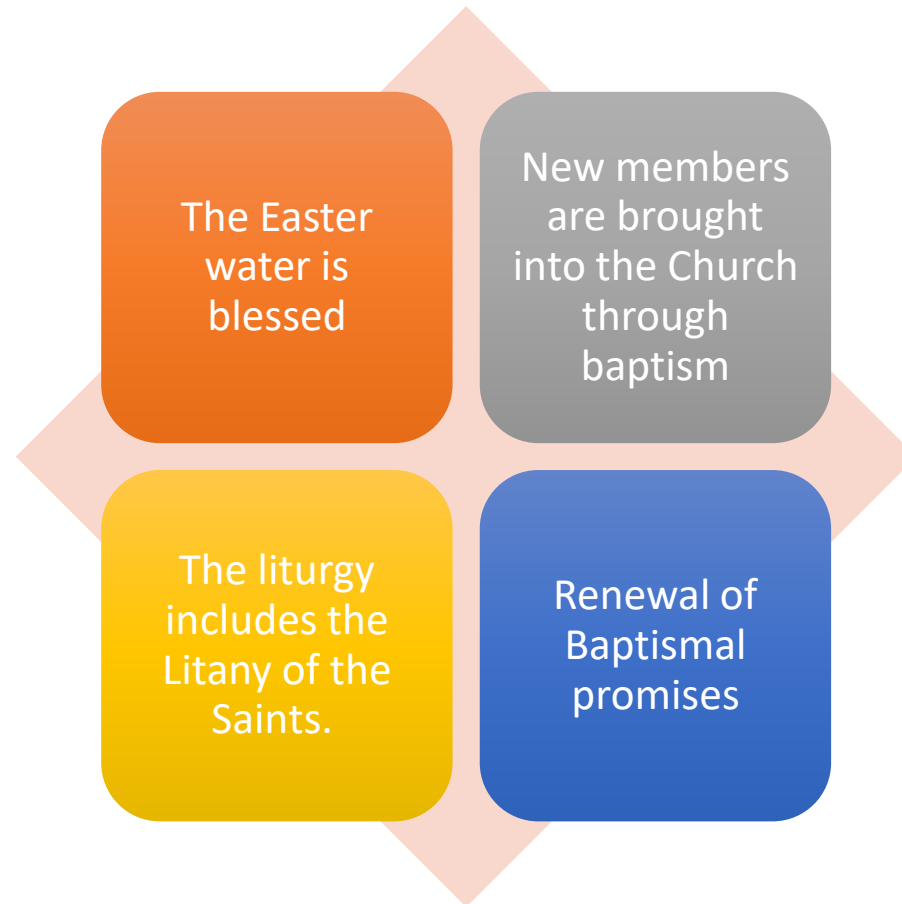 The Easter
water is
blessed
New members
are brought
into the Church
through
baptism
The liturgy
includes the
Litany of the
Saints.
Renewal of
Baptismal
promises